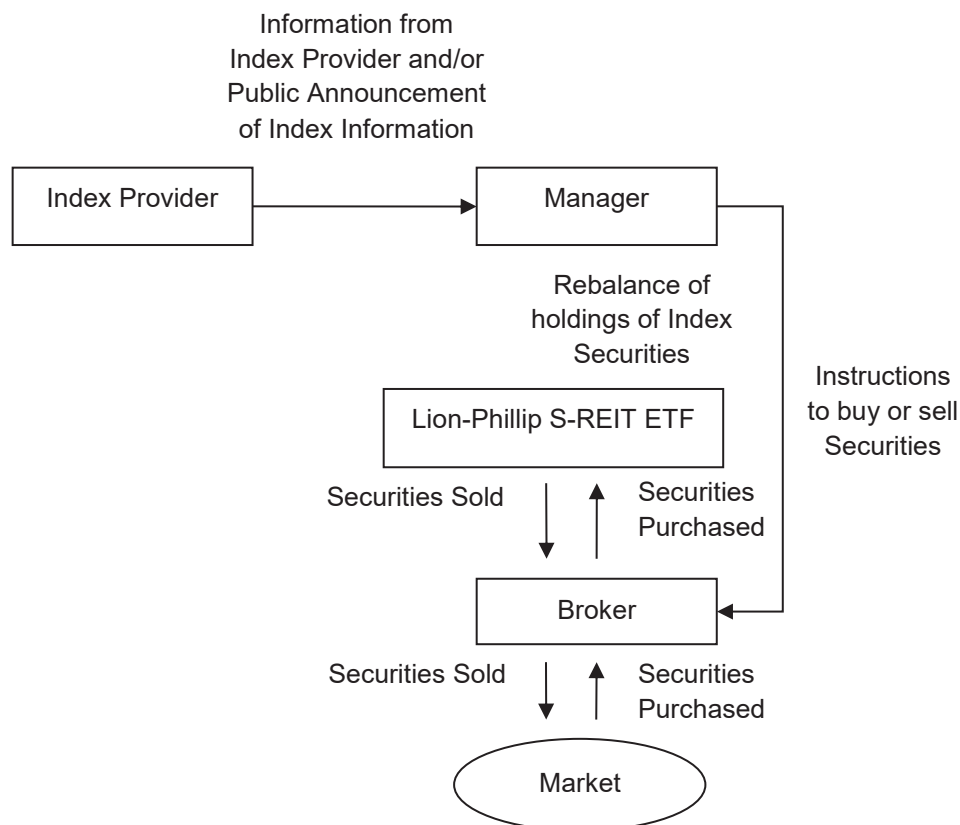 Information from
Index Provider and/or
Public Announcement
of Index Information
Index Provider
Manager
Rebalance of
holdings of Index
Securities
Instructions
to buy or sell
Securities
Lion-Phillip S-REIT ETF
Securities Sold
Securities
Purchased
Broker
Securities Sold
Securities
Purchased
Market